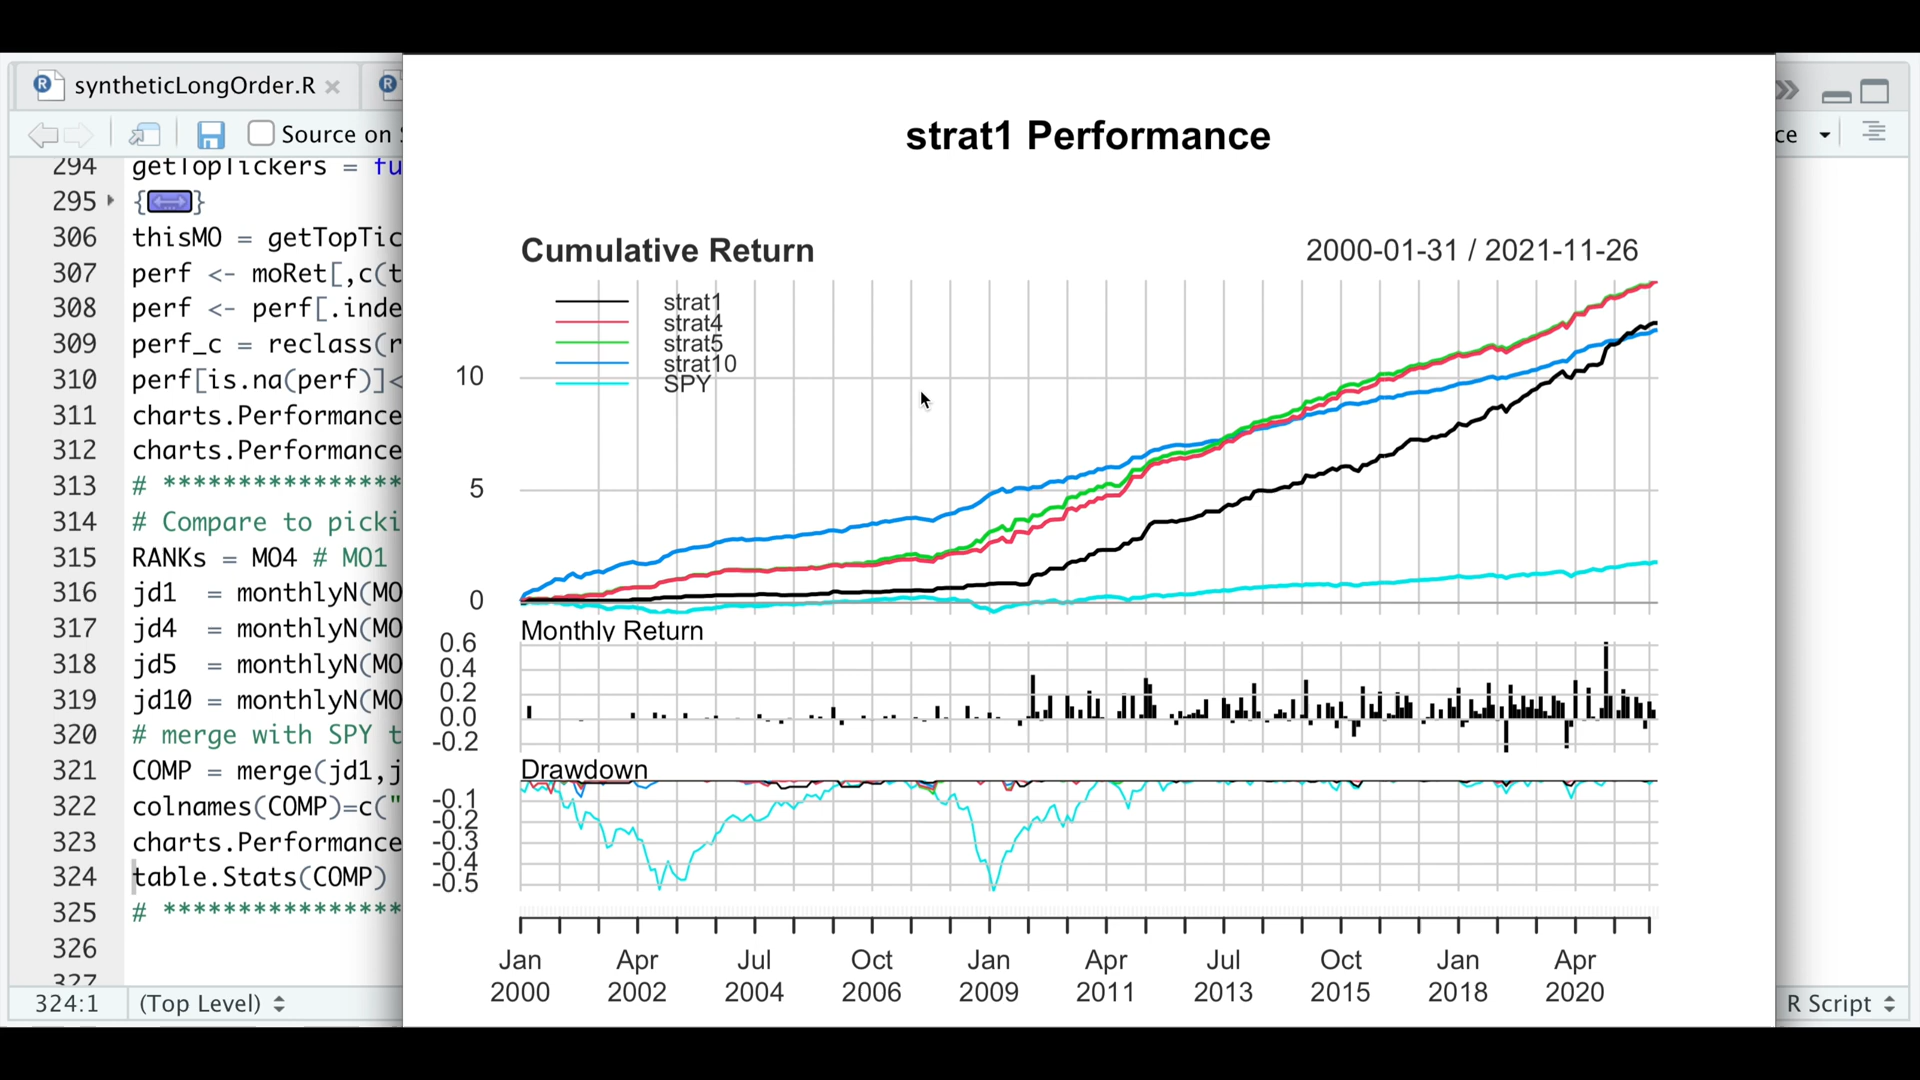 syntheticLongOrder.R
Source on
ce
294 getTopTickers = fu
295 {
}
306 thisMO = getTopTic
307 perf <- moRet[,c(t
308 perf <- perf[.inde
309 perf_c = reclass(r
310 perf[is.na(perf)]<
311 charts.Performance
312 charts.Performance
313 # ****************
314 # Compare to picki
315 RANKs = MO4 # MO1
316 jd1  = monthlyN(MO
317 jd4  = monthlyN(MO
318 jd5  = monthlyN(MO
319 jd10 = monthlyN(MO
320 # merge with SPY t
321 COMP = merge(jd1,j
322 colnames(COMP)=c("
323 charts.Performance
324 table.Stats(COMP)
325 # ****************
326
327
324:1 (Top Level)
R Script
strat1 Performance
Cumulative Return 2000-01-31 / 2021-11-26
strat1
strat4
strat5
strat10
SPY
10
5
0
Monthly Return
0.6
0.4
0.2
0.0
-0.2
Drawdown
-0.1
-0.2
-0.3
-0.4
-0.5
Jan Apr Jul Oct Jan Apr Jul Oct Jan Apr
2000 2002 2004 2006 2009 2011 2013 2015 2018 2020